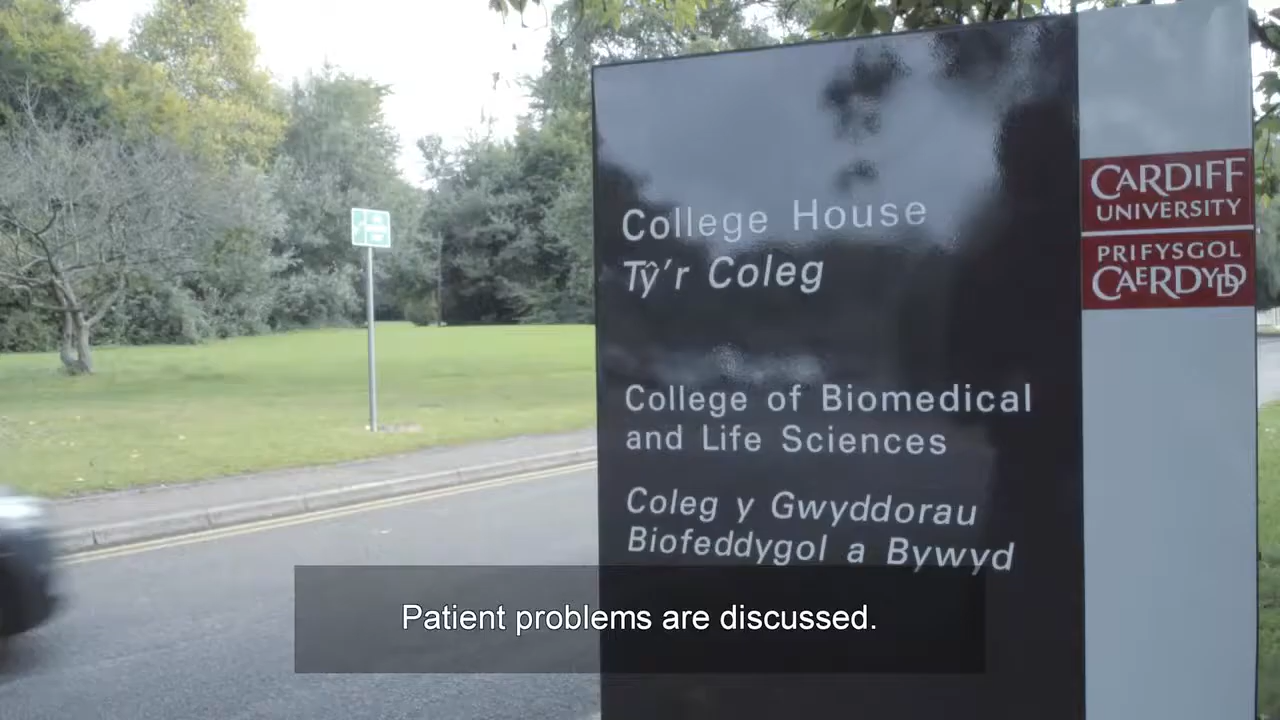 College House
Tŷ'r Coleg
College of Biomedical
and Life Sciences
Coleg y Gwyddorau
Biofeddygol a Bywyd
CARDIFF
UNIVERSITY
PRIFYSGOL
CAERDYDD
Patient problems are discussed.